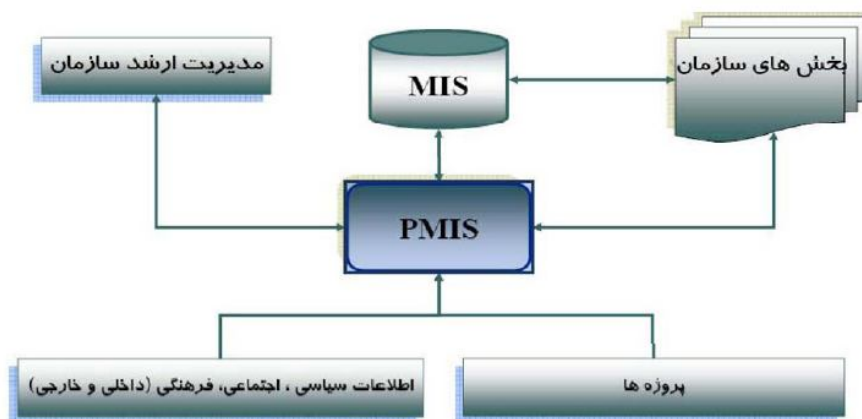 مدیریت ارشد سازمان
MIS
بخش های سازمان
PMIS
اطلاعات سیاسی ، اجتماعی، فرهنگی (داخلی و خارجی)
پروژه ها